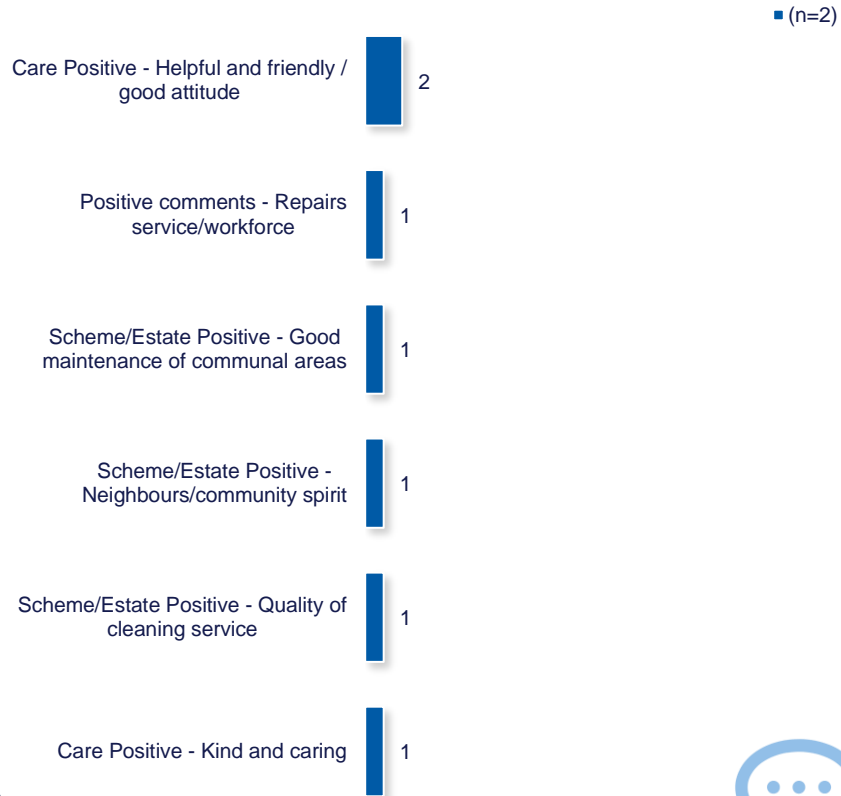 (n=2)
Care Positive - Helpful and friendly /
good attitude
2
Positive comments - Repairs
service/workforce
1
Scheme/Estate Positive - Good
maintenance of communal areas
1
Scheme/Estate Positive -
Neighbours/community spirit
1
Scheme/Estate Positive - Quality of
cleaning service
1
Care Positive - Kind and caring
1